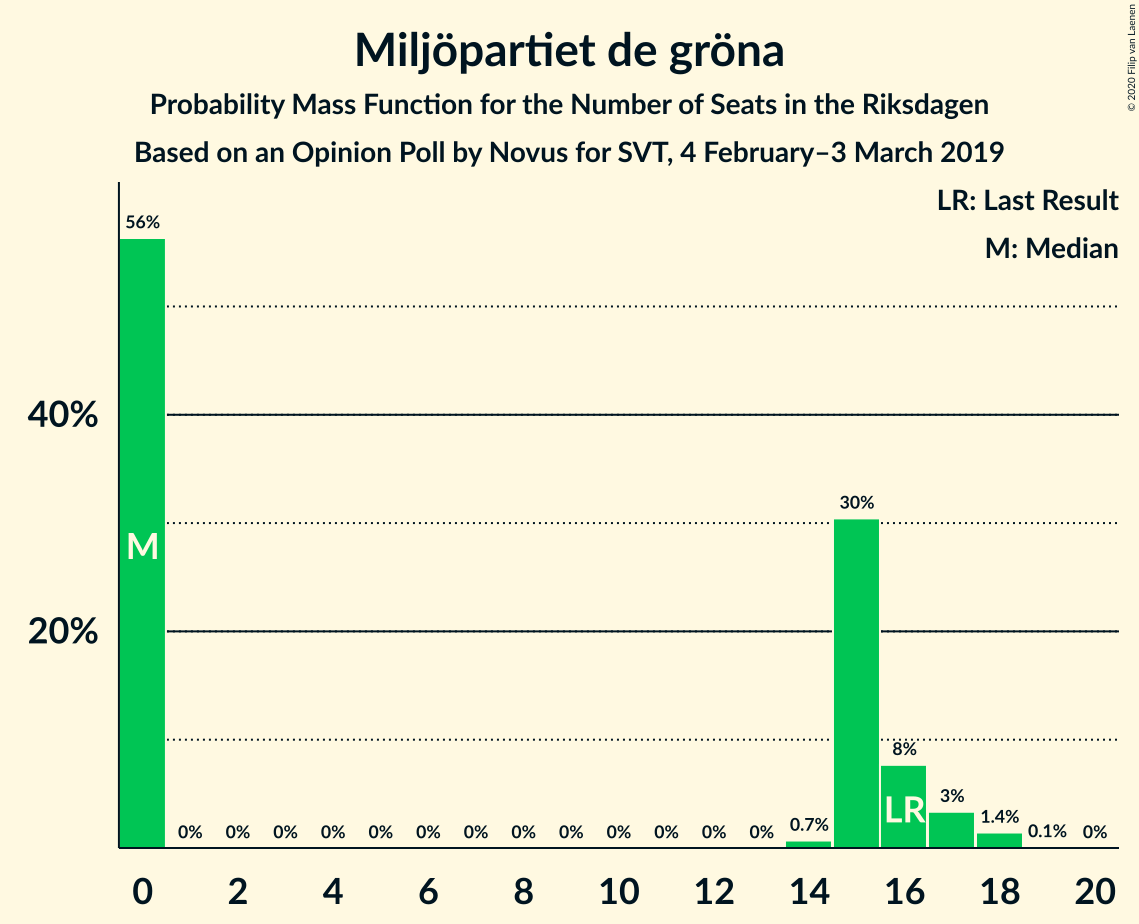 Miljöpartiet de gröna
Probability Mass Function for the Number of Seats in the Riksdagen
Based on an Opinion Poll by Novus for SVT, 4 February–3 March 2019
© 2020 Filip van Laenen
LR: Last Result
M: Median
56%
40%
30%
M
20%
8%
3%
LR
1.4%
0.7%
0% 0% 0% 0% 0% 0% 0% 0% 0% 0% 0% 0% 0% 0.1% 0%
0 2 4 6 8 10 12 14 16 18 20